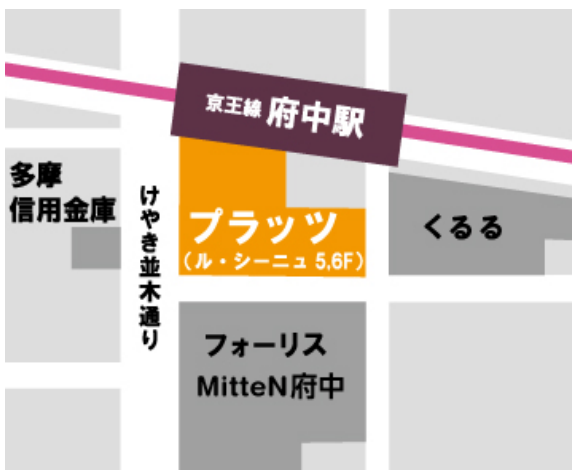 京王線 府中駅
多摩
信用金庫
けやき並木通り
プラッツ
(ル・シーニュ 5,6F)
くるる
フォーリス
MitteN府中